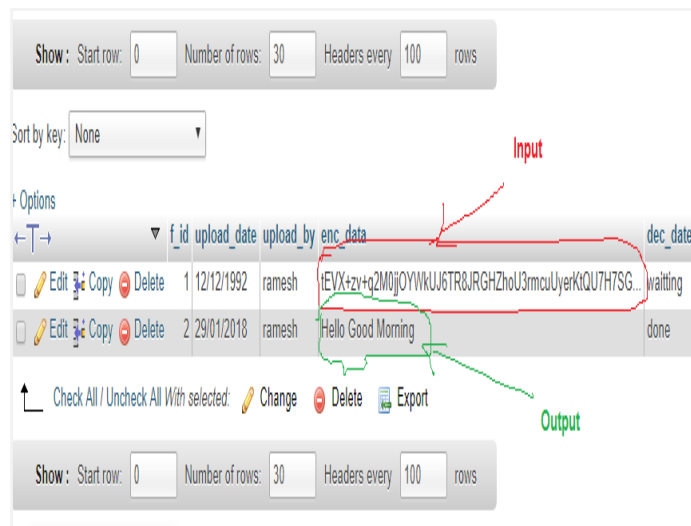 Show : Start row: 0 Number of rows: 30 Headers every 100 rows
Sort by key: None
Input
+ Options
f_id upload_date upload_by enc_data dec_date
Edit Copy Delete 1 12/12/1992 ramesh tEVX+zv+q2M0jjOYWkUJ6TR8JRGHZhoU3rmcuUyerKtQU7H7SG... waitting
Edit Copy Delete 2 29/01/2018 ramesh Hello Good Morning done
Check All / Uncheck All With selected: Change Delete Export
Output
Show : Start row: 0 Number of rows: 30 Headers every 100 rows